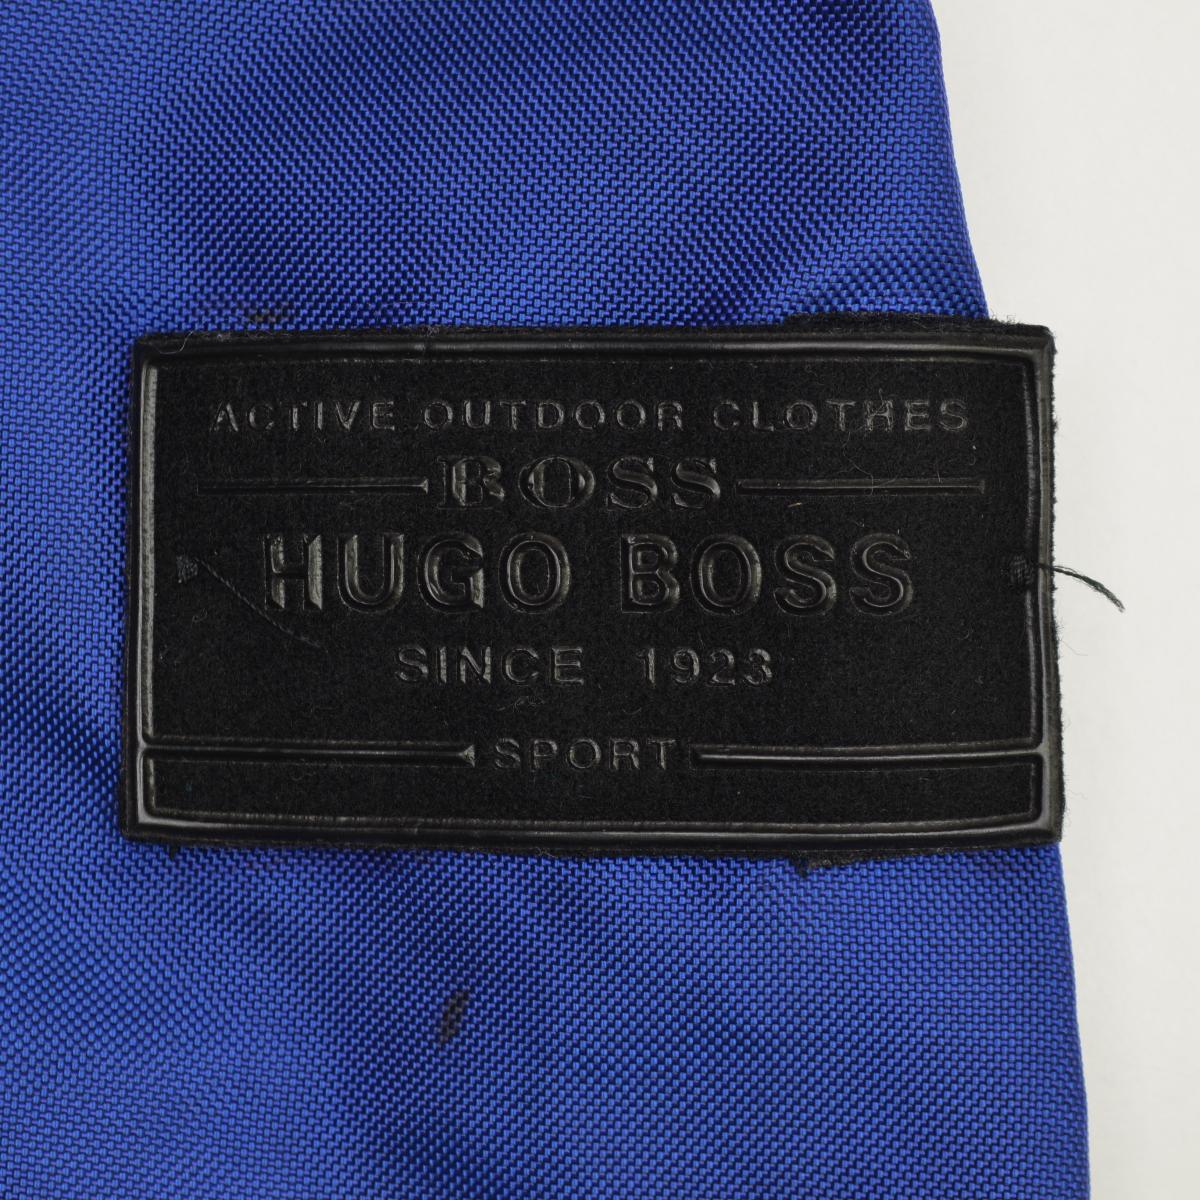 ACTIVE OUTDOOR CLOTHES
BOSS
HUGO BOSS
SINCE 1923
SPORT